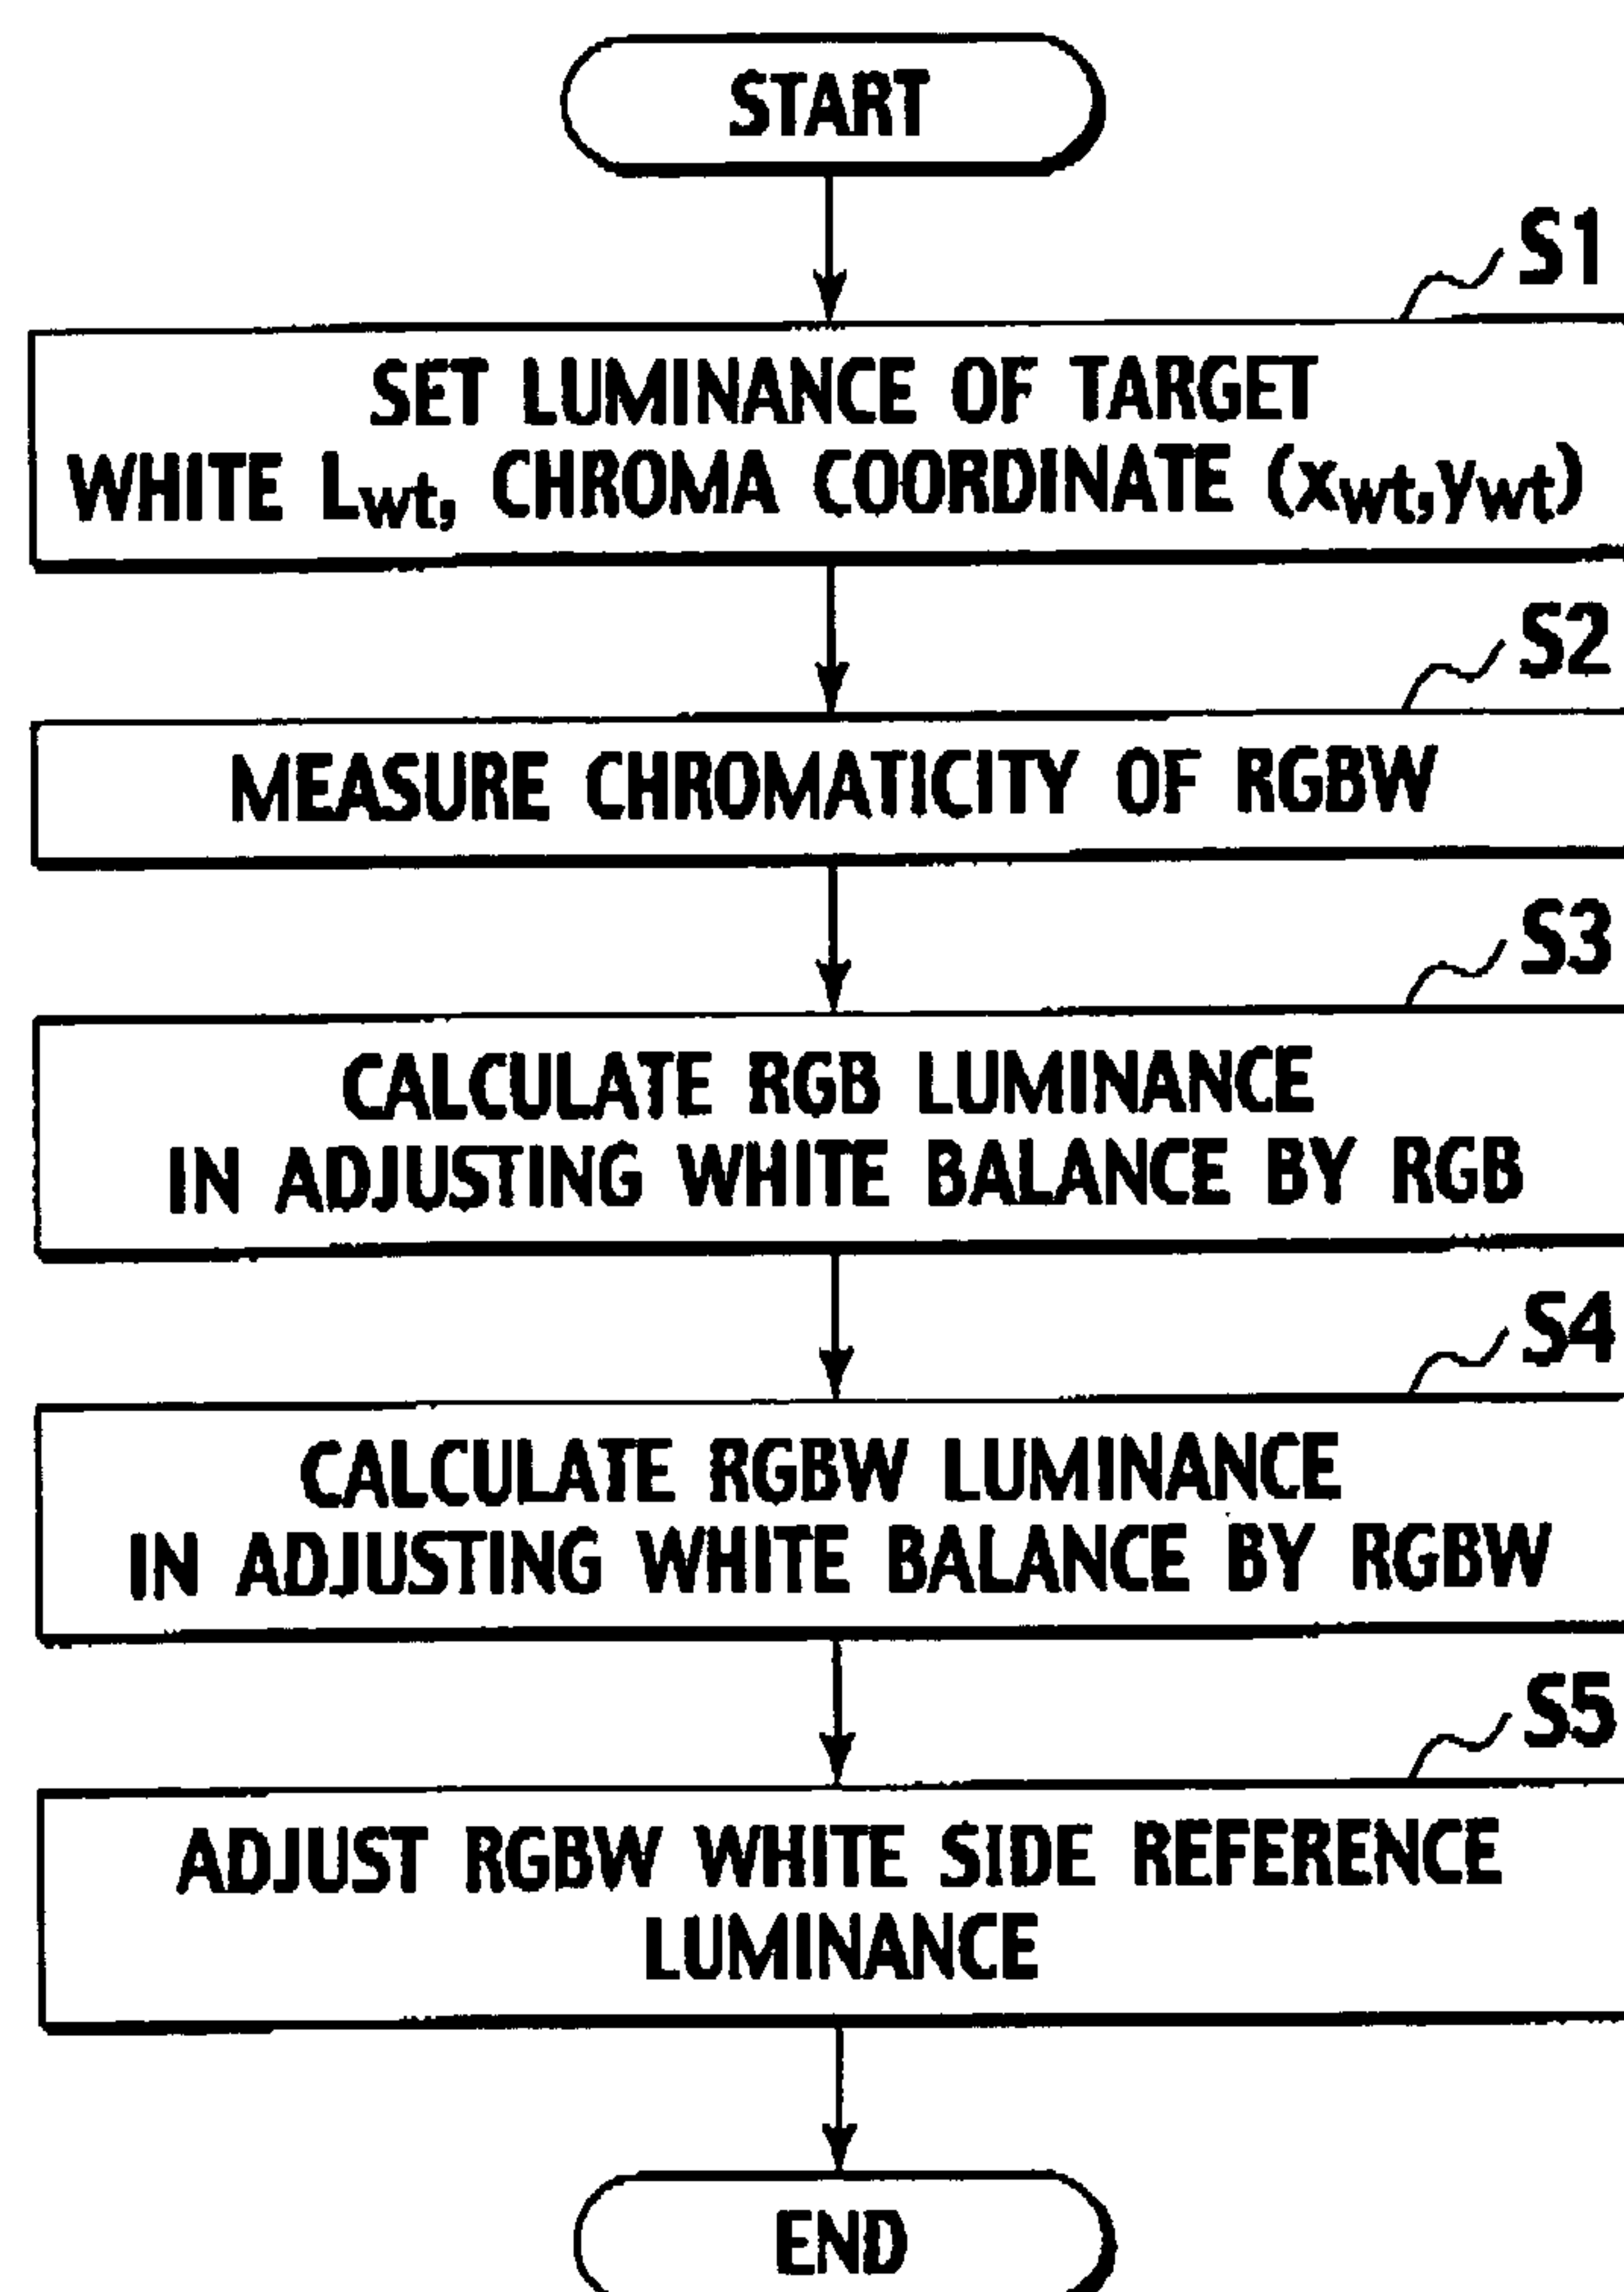 START
S1
SET LUMINANCE OF TARGET
WHITE Lwt, CHROMA COORDINATE (xwt,ywt)
S2
MEASURE CHROMATICITY OF RGBW
S3
CALCULATE RGB LUMINANCE
IN ADJUSTING WHITE BALANCE BY RGB
S4
CALCULATE RGBW LUMINANCE
IN ADJUSTING WHITE BALANCE BY RGBW
S5
ADJUST RGBW WHITE SIDE REFERENCE
LUMINANCE
END